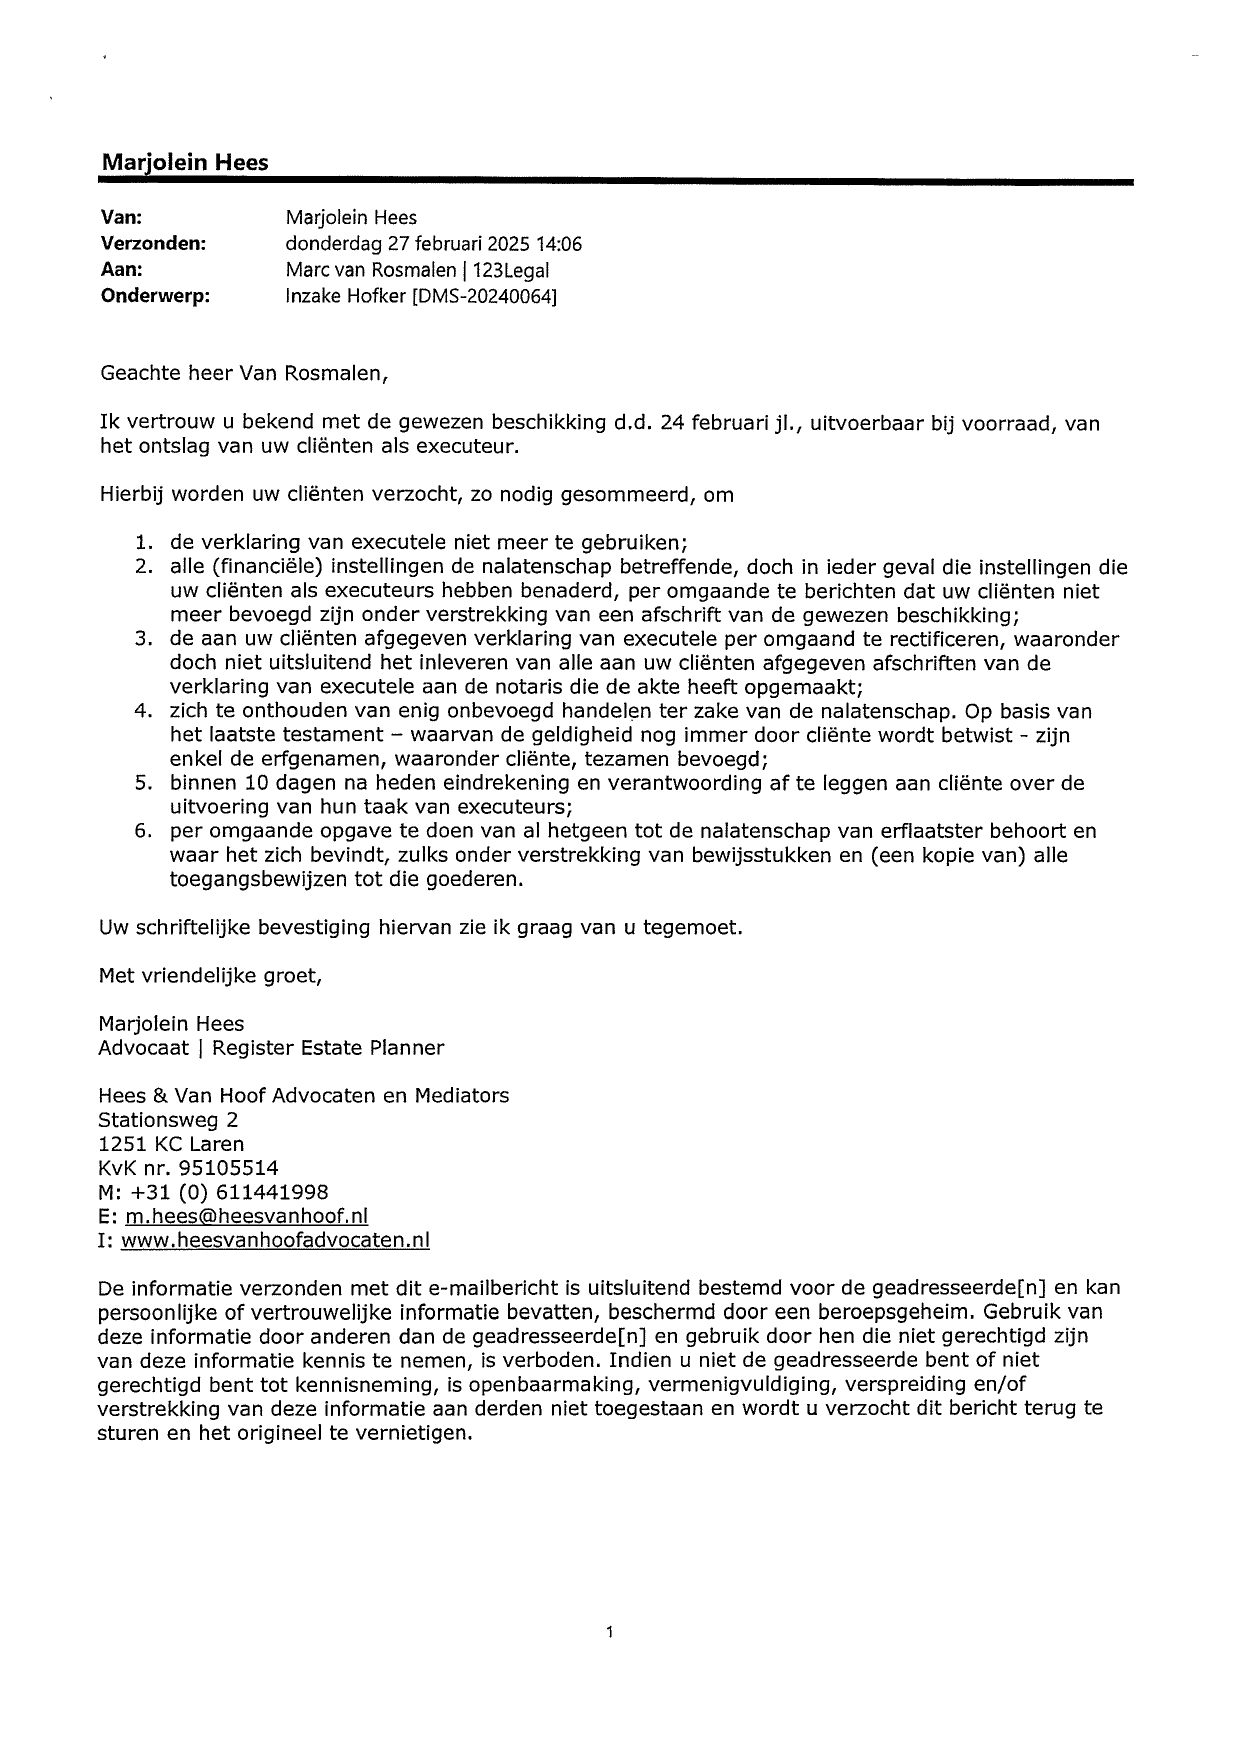 Marjolein Hees
Van: Marjolein Hees
Verzonden: donderdag 27 februari 2025 14:06
Aan: Marc van Rosmalen | 123Legal
Onderwerp: Inzake Hofker [DMS-20240064]
Geachte heer Van Rosmalen,
Ik vertrouw u bekend met de gewezen beschikking d.d. 24 februari jl., uitvoerbaar bij voorraad, van
het ontslag van uw cliënten als executeur.
Hierbij worden uw cliënten verzocht, zo nodig gesommeerd, om
1. de verklaring van executele niet meer te gebruiken;
2. alle (financiële) instellingen de nalatenschap betreffende, doch in ieder geval die instellingen die
uw cliënten als executeurs hebben benaderd, per omgaande te berichten dat uw cliënten niet
meer bevoegd zijn onder verstrekking van een afschrift van de gewezen beschikking;
3. de aan uw cliënten afgegeven verklaring van executele per omgaand te rectificeren, waaronder
doch niet uitsluitend het inleveren van alle aan uw cliënten afgegeven afschriften van de
verklaring van executele aan de notaris die de akte heeft opgemaakt;
4. zich te onthouden van enig onbevoegd handelen ter zake van de nalatenschap. Op basis van
het laatste testament – waarvan de geldigheid nog immer door cliënte wordt betwist - zijn
enkel de erfgenamen, waaronder cliënte, tezamen bevoegd;
5. binnen 10 dagen na heden eindrekening en verantwoording af te leggen aan cliënte over de
uitvoering van hun taak van executeurs;
6. per omgaande opgave te doen van al hetgeen tot de nalatenschap van erflaatster behoort en
waar het zich bevindt, zulks onder verstrekking van bewijsstukken en (een kopie van) alle
toegangsbewijzen tot die goederen.
Uw schriftelijke bevestiging hiervan zie ik graag van u tegemoet.
Met vriendelijke groet,
Marjolein Hees
Advocaat | Register Estate Planner
Hees & Van Hoof Advocaten en Mediators
Stationsweg 2
1251 KC Laren
KvK nr. 95105514
M: +31 (0) 611441998
E: m.hees@heesvanhoof.nl
I: www.heesvanhoofadvocaten.nl
De informatie verzonden met dit e-mailbericht is uitsluitend bestemd voor de geadresseerde[n] en kan
persoonlijke of vertrouwelijke informatie bevatten, beschermd door een beroepsgeheim. Gebruik van
deze informatie door anderen dan de geadresseerde[n] en gebruik door hen die niet gerechtigd zijn
van deze informatie kennis te nemen, is verboden. Indien u niet de geadresseerde bent of niet
gerechtigd bent tot kennisneming, is openbaarmaking, vermenigvuldiging, verspreiding en/of
verstrekking van deze informatie aan derden niet toegestaan en wordt u verzocht dit bericht terug te
sturen en het origineel te vernietigen.
1